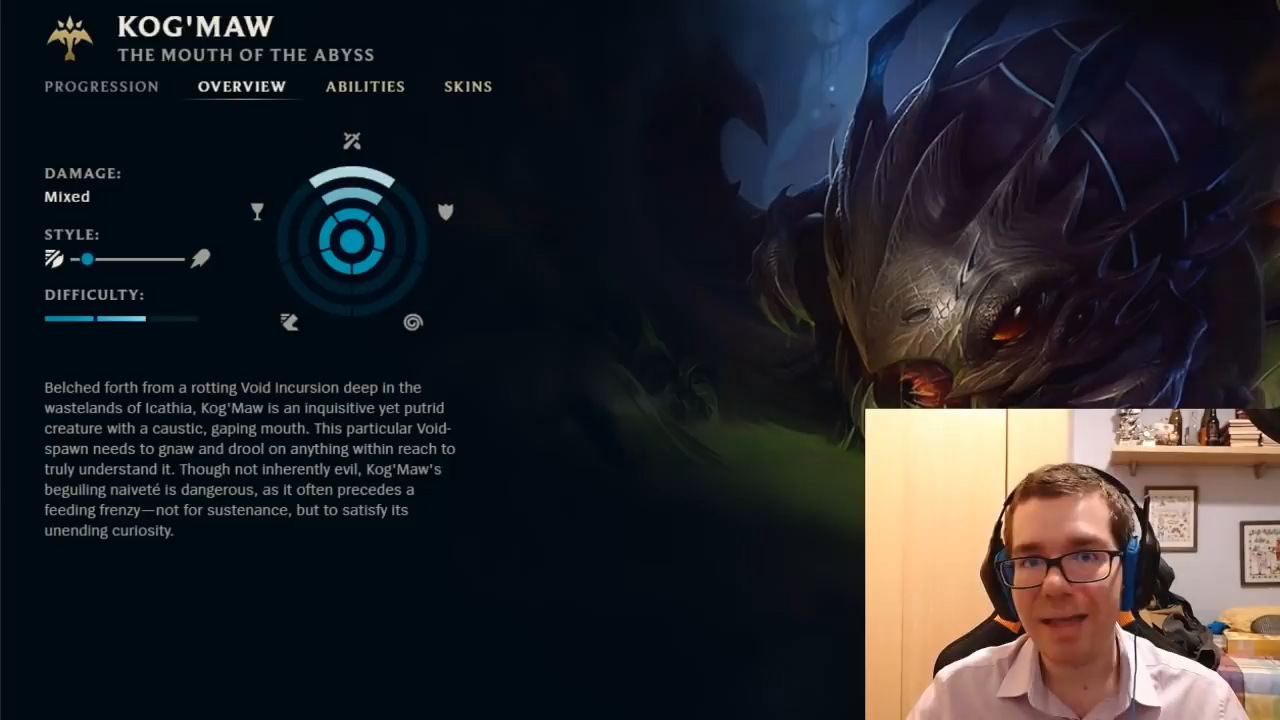 KOG'MAW
THE MOUTH OF THE ABYSS
PROGRESSION OVERVIEW ABILITIES SKINS
DAMAGE:
Mixed
STYLE:
DIFFICULTY:
Belched forth from a rotting Void incursion deep in the
wastelands of Icathia, Kog'Maw is an inquisitive yet putrid
creature with a caustic, gaping mouth. This particular Void-
spawn needs to gnaw and drool on anything within reach to
truly understand it. Though not inherently evil, Kog'Maw's
beguiling naiveté is dangerous, as it often precedes a
feeding frenzy—not for sustenance, but to satisfy its
unending curiosity.